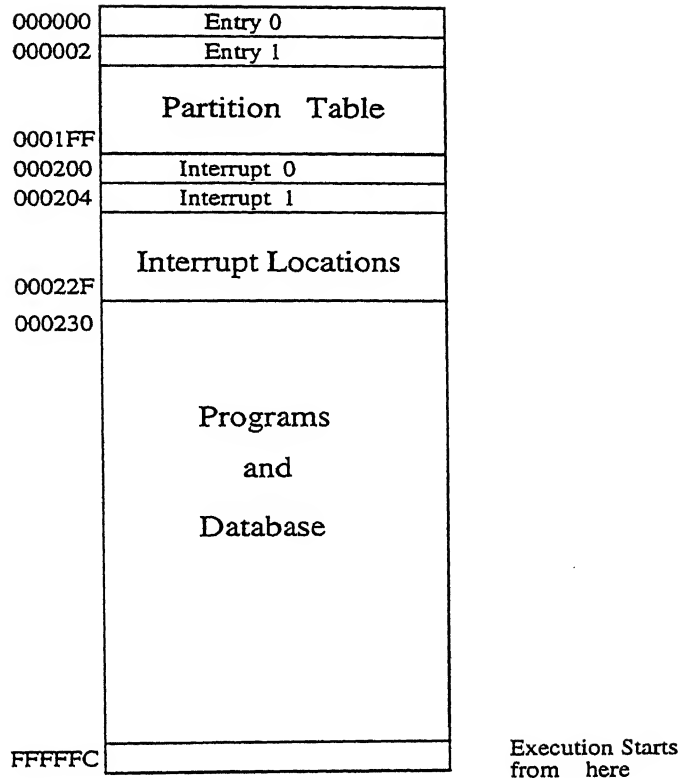 000000 Entry 0
000002 Entry 1
Partition Table
0001FF
000200 Interrupt 0
000204 Interrupt 1
Interrupt Locations
00022F
000230
Programs
and
Database
FFFFFC
Execution Starts
from here